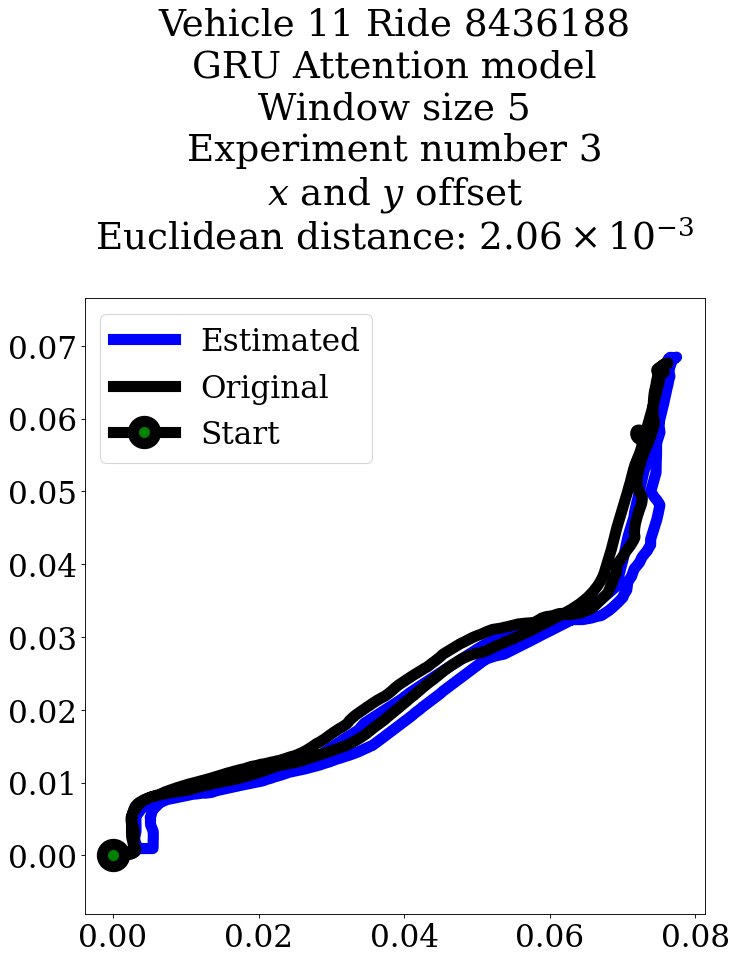 Vehicle 11 Ride 8436188
GRU Attention model
Window size 5
Experiment number 3
x and y offset
Euclidean distance: 2.06 × 10⁻³
Estimated
Original
Start
0.07
0.06
0.05
0.04
0.03
0.02
0.01
0.00
0.00 0.02 0.04 0.06 0.08